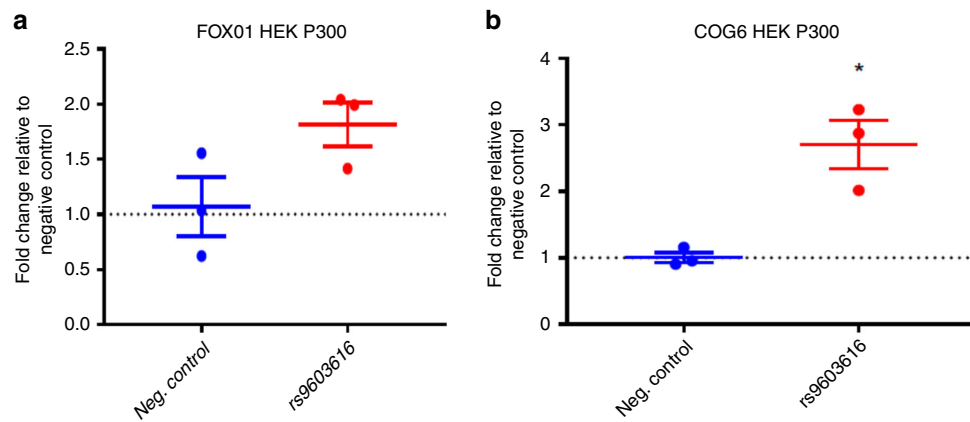 a
FOX01 HEK P300
Fold change relative to
negative control
2.5
2.0
1.5
1.0
0.5
0.0
Neg. control
rs9603616
b
COG6 HEK P300
Fold change relative to
negative control
4
3
2
1
0
*
Neg. control
rs9603616